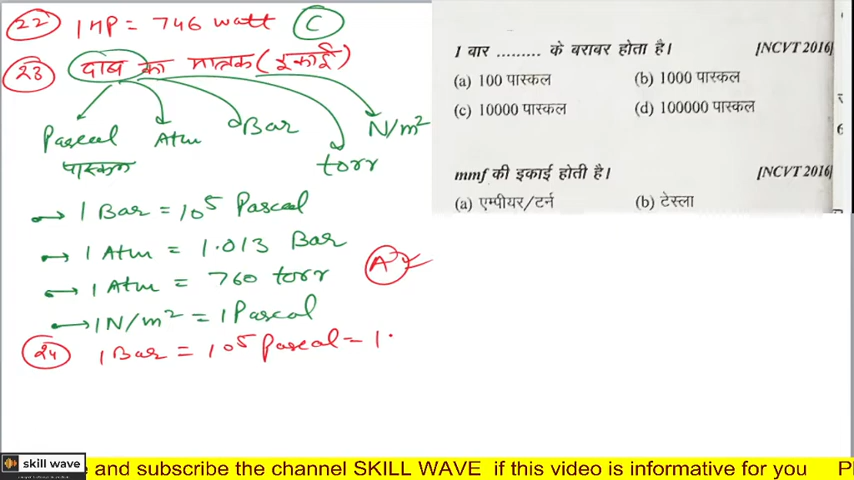 22 1 HP = 746 watt C
23 दाब का मात्रक (इकाई)
Pascal Atm Bar torr N/m²
पास्कल
→ 1 Bar = 10⁵ Pascal
→ 1 Atm = 1.013 Bar
→ 1 Atm = 760 torr
→ 1 N/m² = 1 Pascal
24 1 Bar = 10⁵ Pascal = 1.
1 बार ......... के बराबर होता है। [NCVT 2016]
(a) 100 पास्कल (b) 1000 पास्कल
(c) 10000 पास्कल (d) 100000 पास्कल
mmf की इकाई होती है। [NCVT 2016]
(a) एम्पीयर/टर्न (b) टेस्ला
skill wave
e and subscribe the channel SKILL WAVE if this video is informative for you